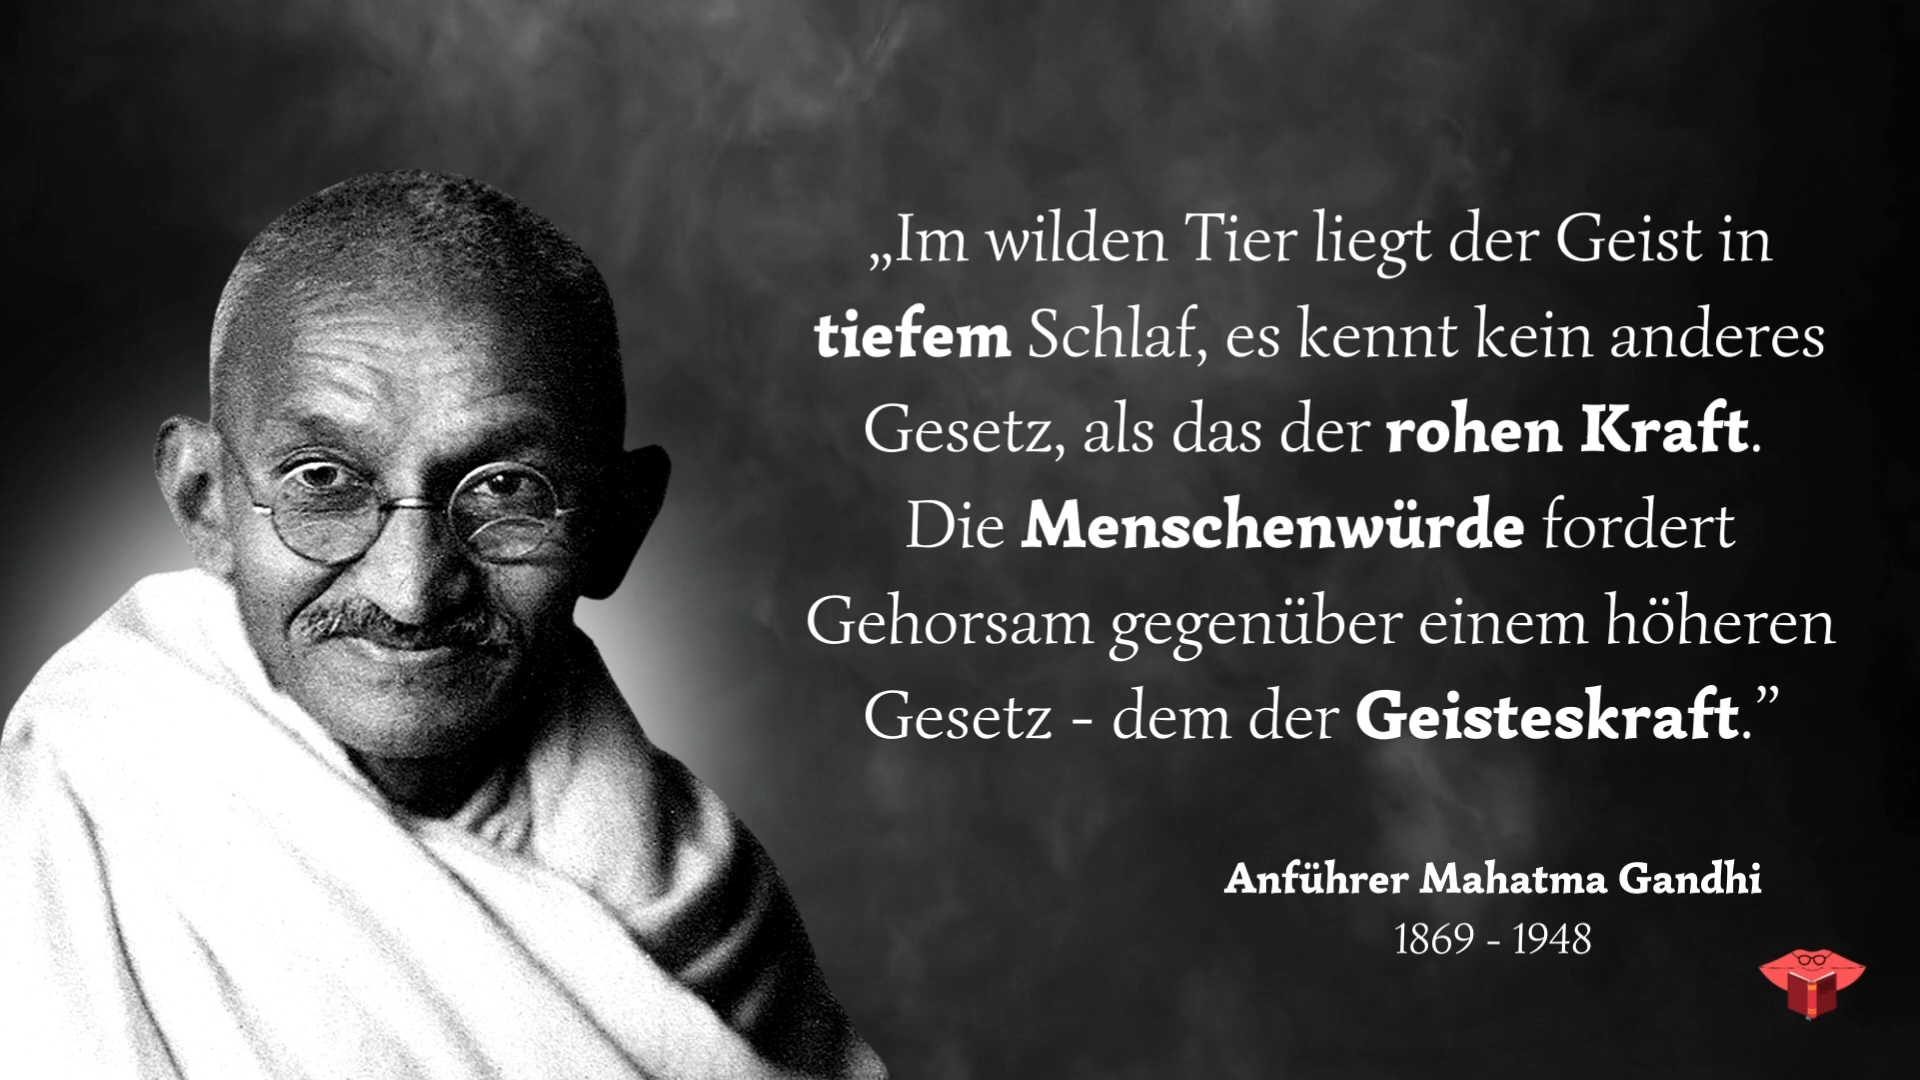 „Im wilden Tier liegt der Geist in
tiefem Schlaf, es kennt kein anderes
Gesetz, als das der rohen Kraft.
Die Menschenwürde fordert
Gehorsam gegenüber einem höheren
Gesetz - dem der Geisteskraft.”
Anführer Mahatma Gandhi
1869 - 1948